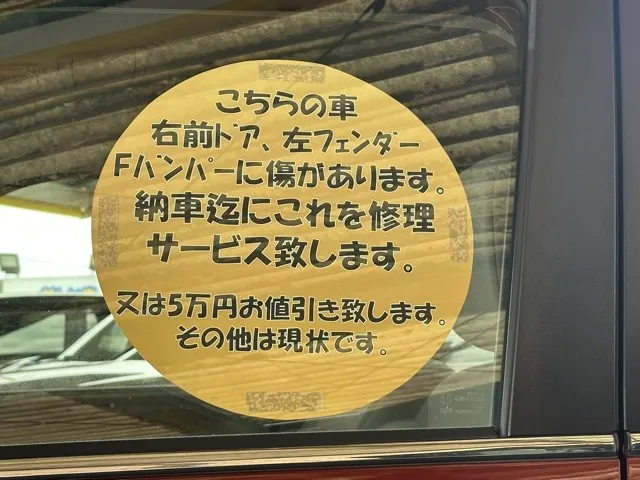 こちらの車
右前ドア、左フェンダー
Fバンパーに傷があります。
納車迄にこれを修理
サービス致します。
又は5万円お値引き致します。
その他は現状です。